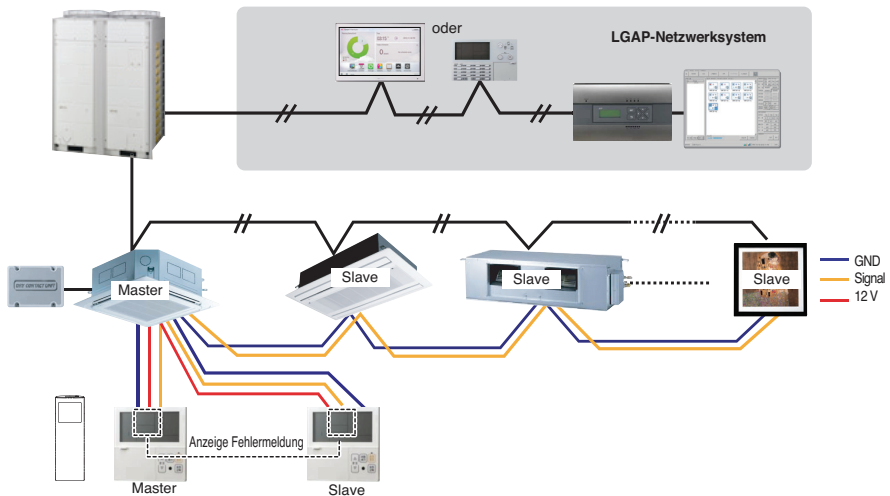 oder
LGAP-Netzwerksystem
Master
Slave
Slave
Slave
GND
Signal
12 V
Anzeige Fehlermeldung
Master
Slave